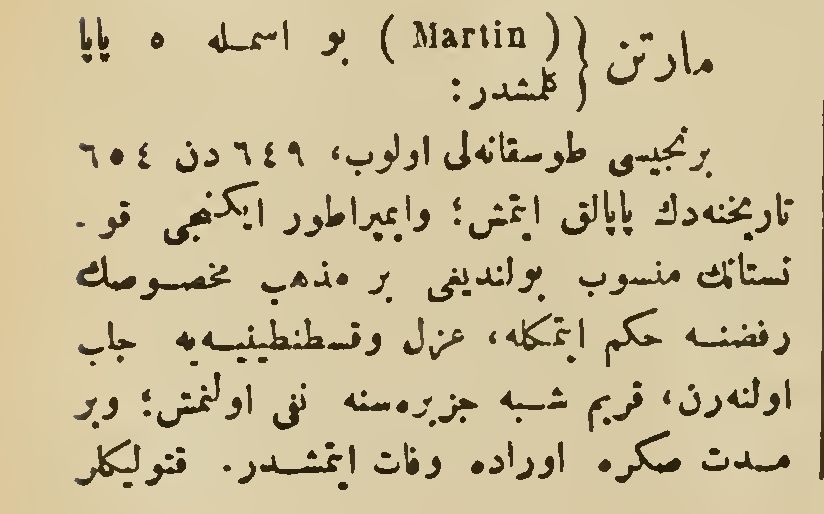 مارتن { ( Martin ) بو اسمله ٥ پاپا
کلمشدر :
برنجیسی طوسقانه‌لی اولوب، ٦٤٩ دن ٦٥٤
تاریخنه‌دك پاپالق ایتمش؛ وایمپراطور ایکنجی قو-
نستانك منسوب بولندیغی بر مذهب مخصوصك
رفضنه حکم ایتمکله، عزل وقسطنطینیه‌یه جلب
اولنه‌رق، قریم شبه جزیره‌سنه نفی اولنمش؛ وبر
مدت صکره اوراده وفات ایتمشدر. قتولیکلر